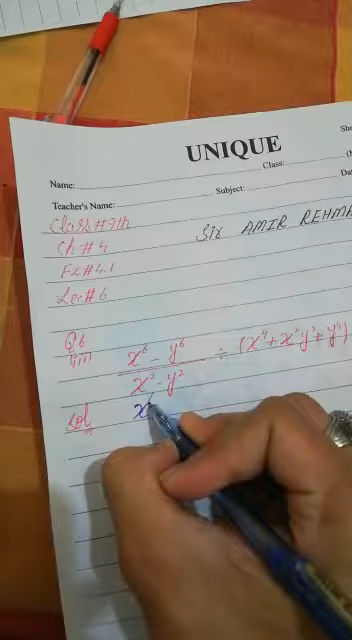 UNIQUE
Class:
Name:
Subject:
Teacher's Name:
Class # 9th
Sir AMIR REHMA
Ch # 4
Ex # 4.1
Lec # 6
Q6
(iii) x⁶ - y⁶ / x² - y² ÷ (x⁴ + x²y² + y⁴)
Sol x